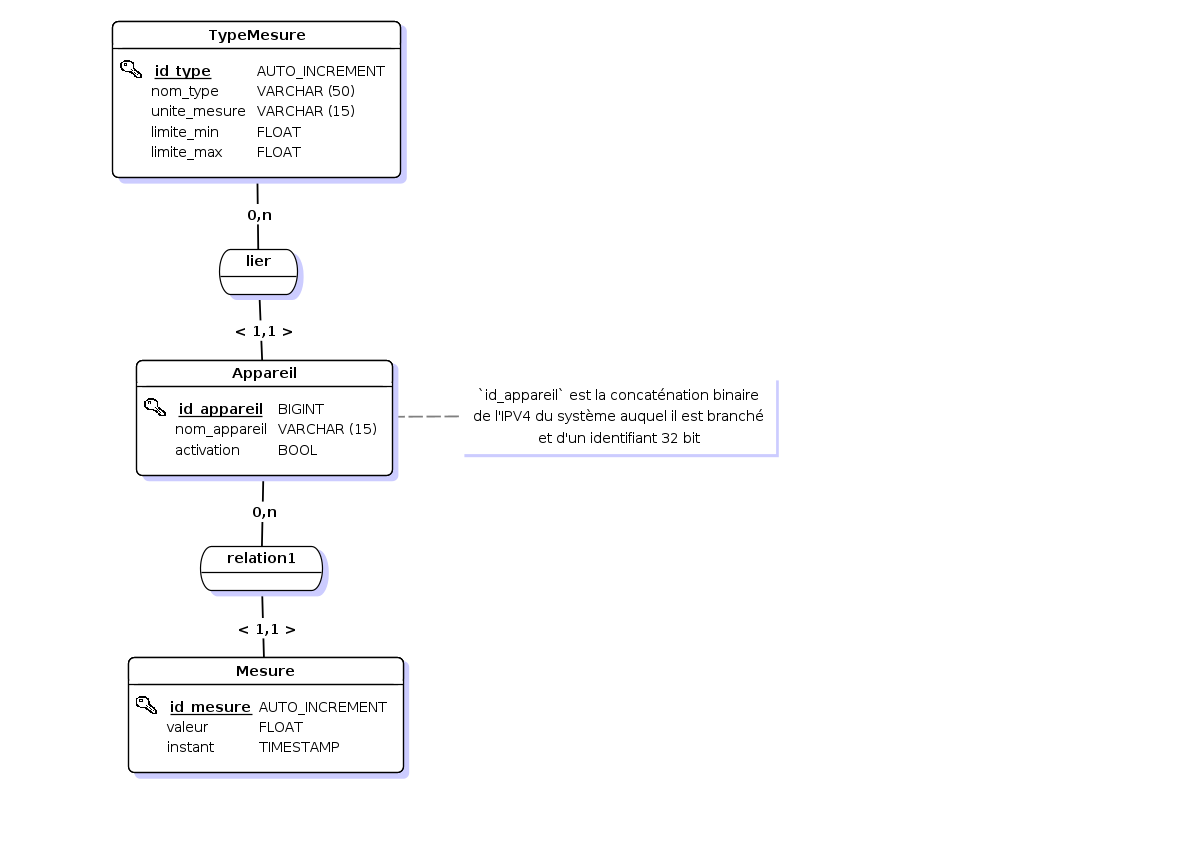 TypeMesure
id_type AUTO_INCREMENT
nom_type VARCHAR (50)
unite_mesure VARCHAR (15)
limite_min FLOAT
limite_max FLOAT
0,n
lier
< 1,1 >
Appareil
id_appareil BIGINT
nom_appareil VARCHAR (15)
activation BOOL
`id_appareil` est la concaténation binaire
de l'IPV4 du système auquel il est branché
et d'un identifiant 32 bit
0,n
relation1
< 1,1 >
Mesure
id_mesure AUTO_INCREMENT
valeur FLOAT
instant TIMESTAMP